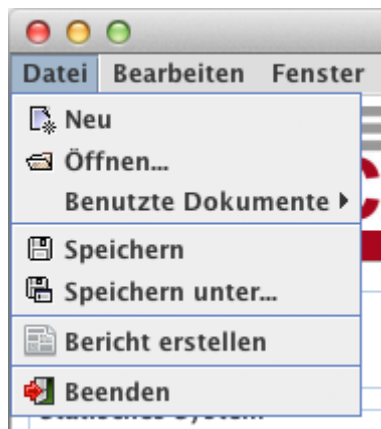 Datei Bearbeiten Fenster
Neu
Öffnen...
Benutzte Dokumente
Speichern
Speichern unter...
Bericht erstellen
Beenden